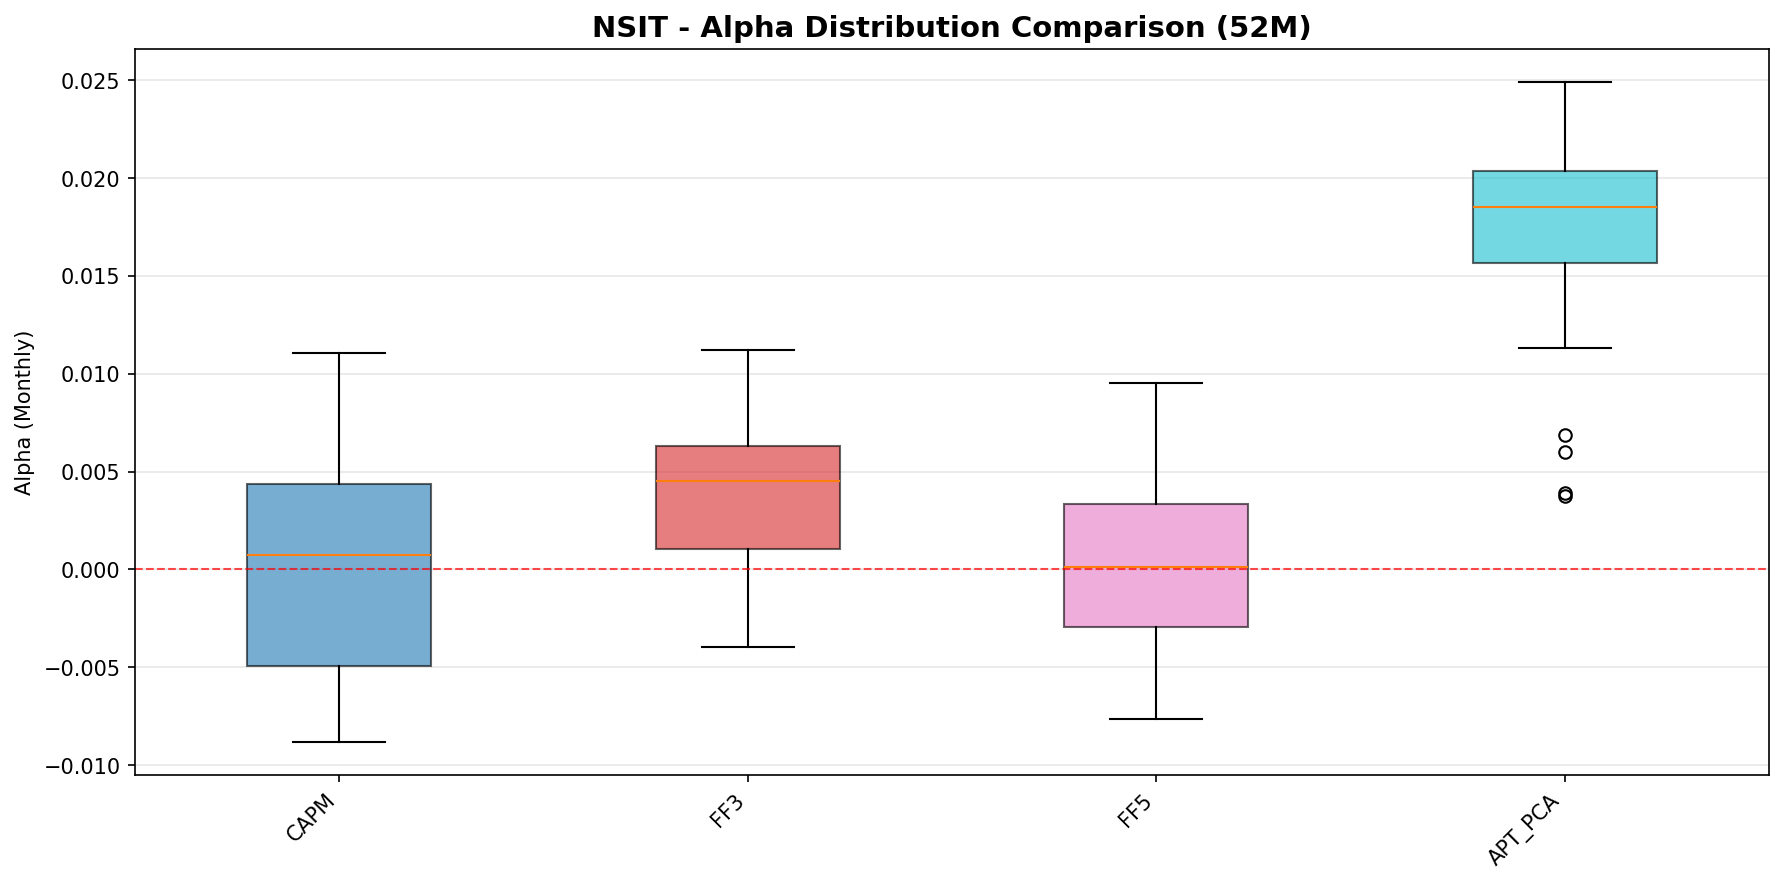 NSIT - Alpha Distribution Comparison (52M)
Alpha (Monthly)
0.025
0.020
0.015
0.010
0.005
0.000
−0.005
−0.010
CAPM
FF3
FF5
APT_PCA